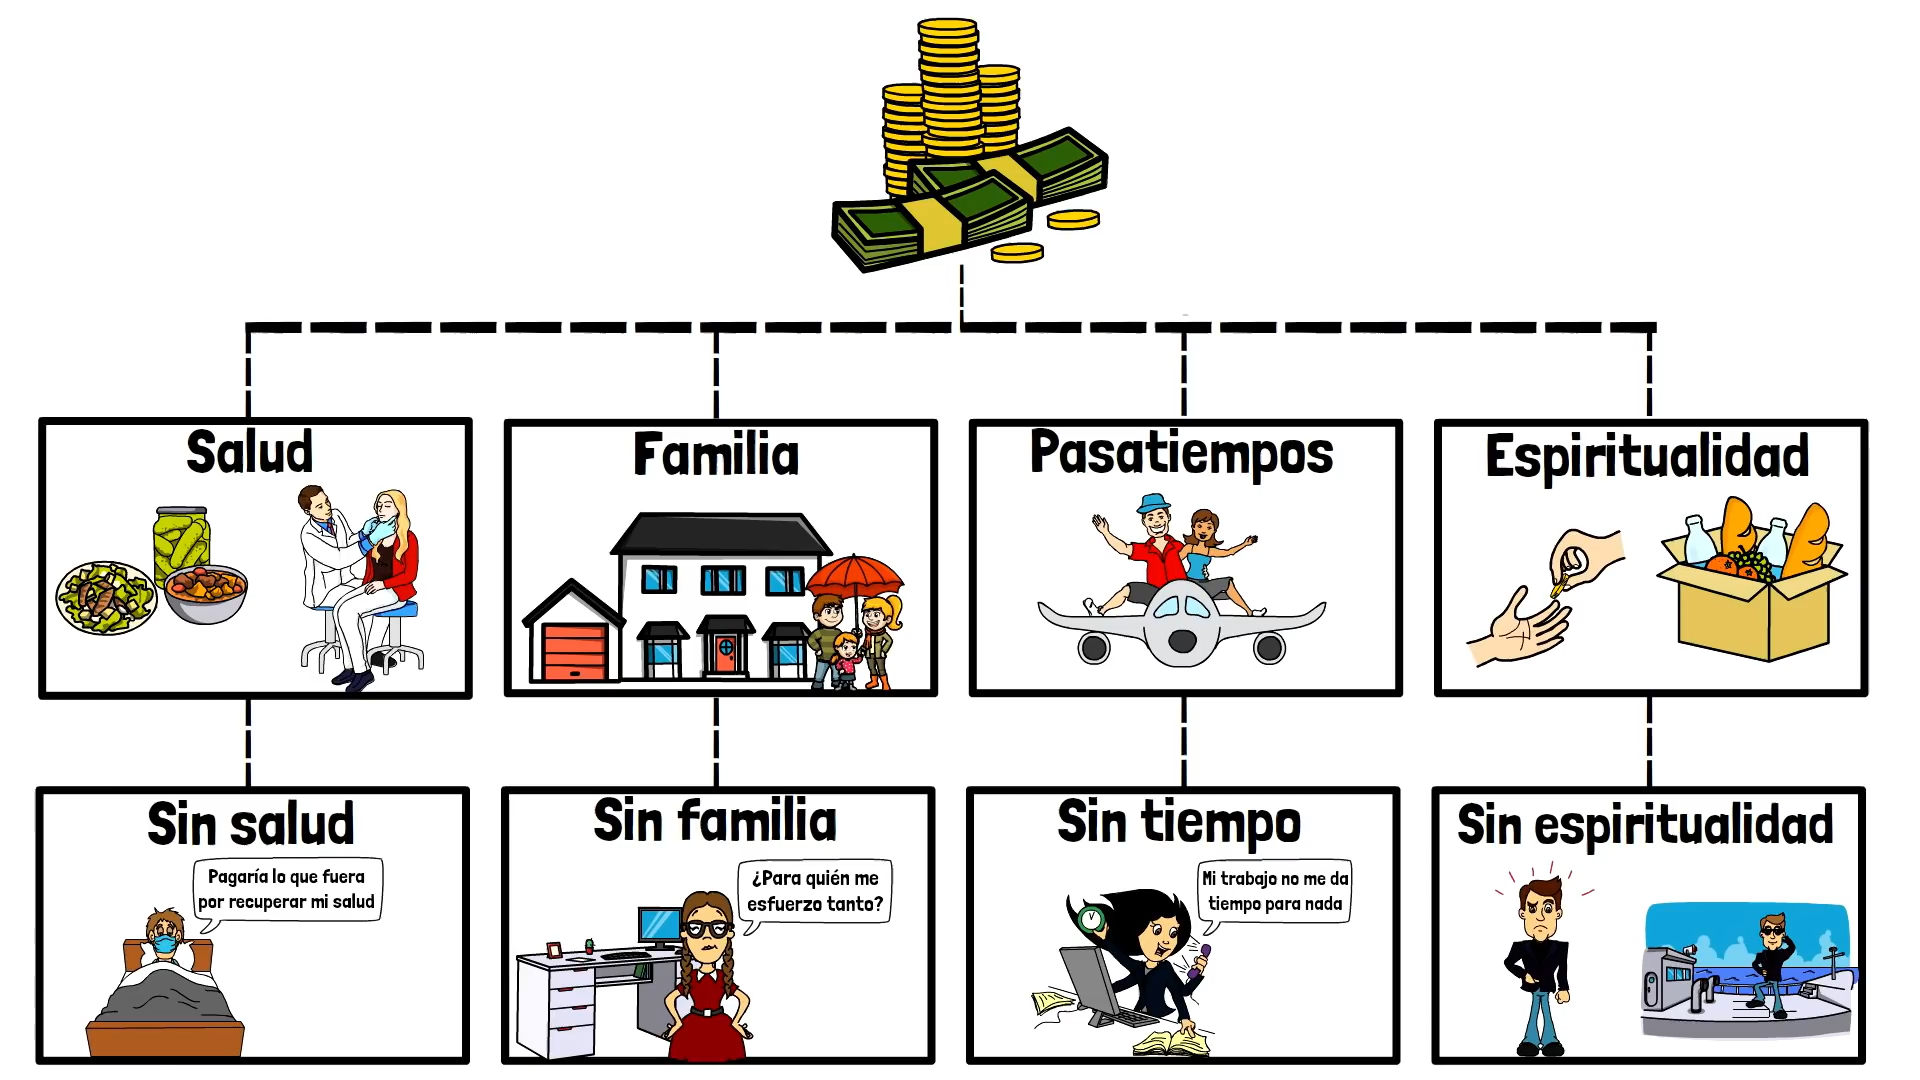 Salud
Familia
Pasatiempos
Espiritualidad
Sin salud
Pagaría lo que fuera
por recuperar mi salud
Sin familia
¿Para quién me
esfuerzo tanto?
Sin tiempo
Mi trabajo no me da
tiempo para nada
Sin espiritualidad